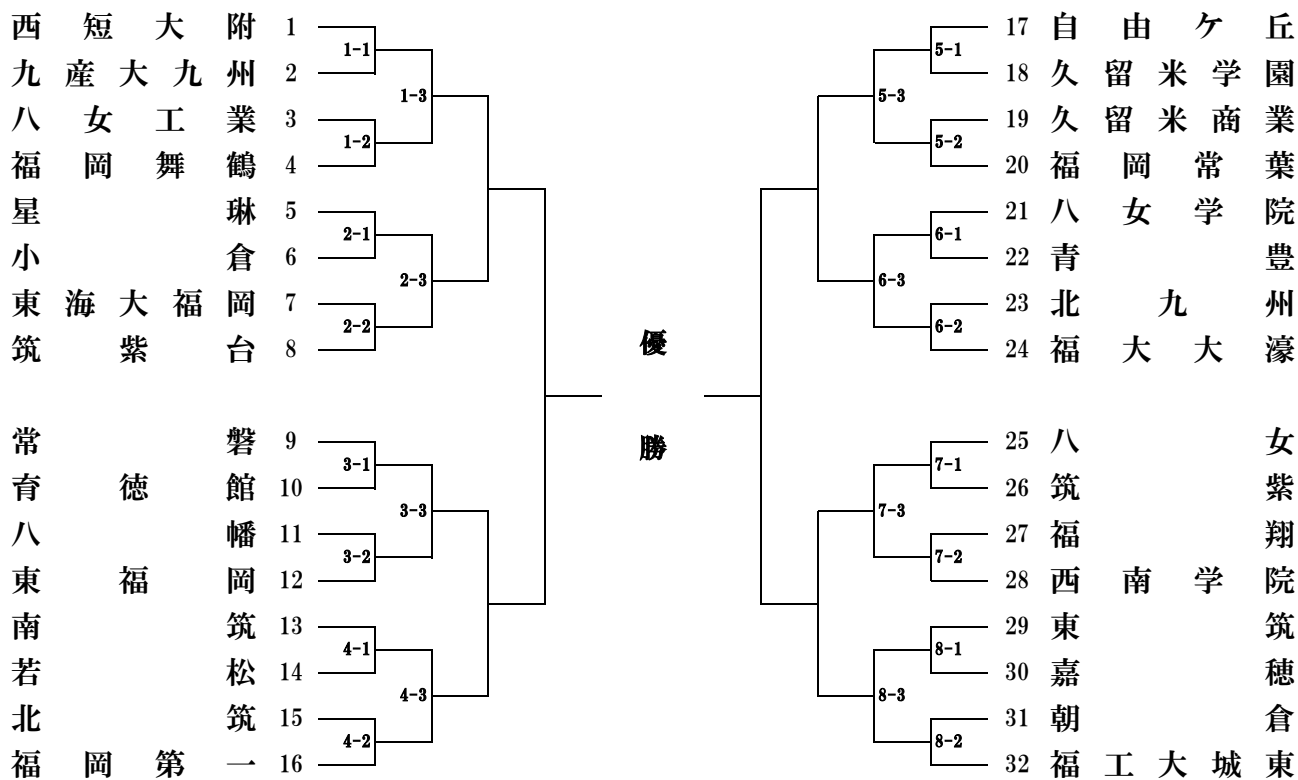 西短大附 1
1-1
九産大九州 2
1-3
八女工業 3
1-2
福岡舞鶴 4
星琳 5
2-1
小倉 6
2-3
東海大福岡 7
2-2
筑紫台 8
常磐 9
3-1
育徳館 10
3-3
八幡 11
3-2
東福岡 12
南筑 13
4-1
若松 14
4-3
北筑 15
4-2
福岡第一 16
優勝
17 自由ケ丘
5-1
18 久留米学園
5-3
19 久留米商業
5-2
20 福岡常葉
21 八女学院
6-1
22 青豊
6-3
23 北九州
6-2
24 福大大濠
25 八女
7-1
26 筑紫
7-3
27 福翔
7-2
28 西南学院
29 東筑
8-1
30 嘉穂
8-3
31 朝倉
8-2
32 福工大城東